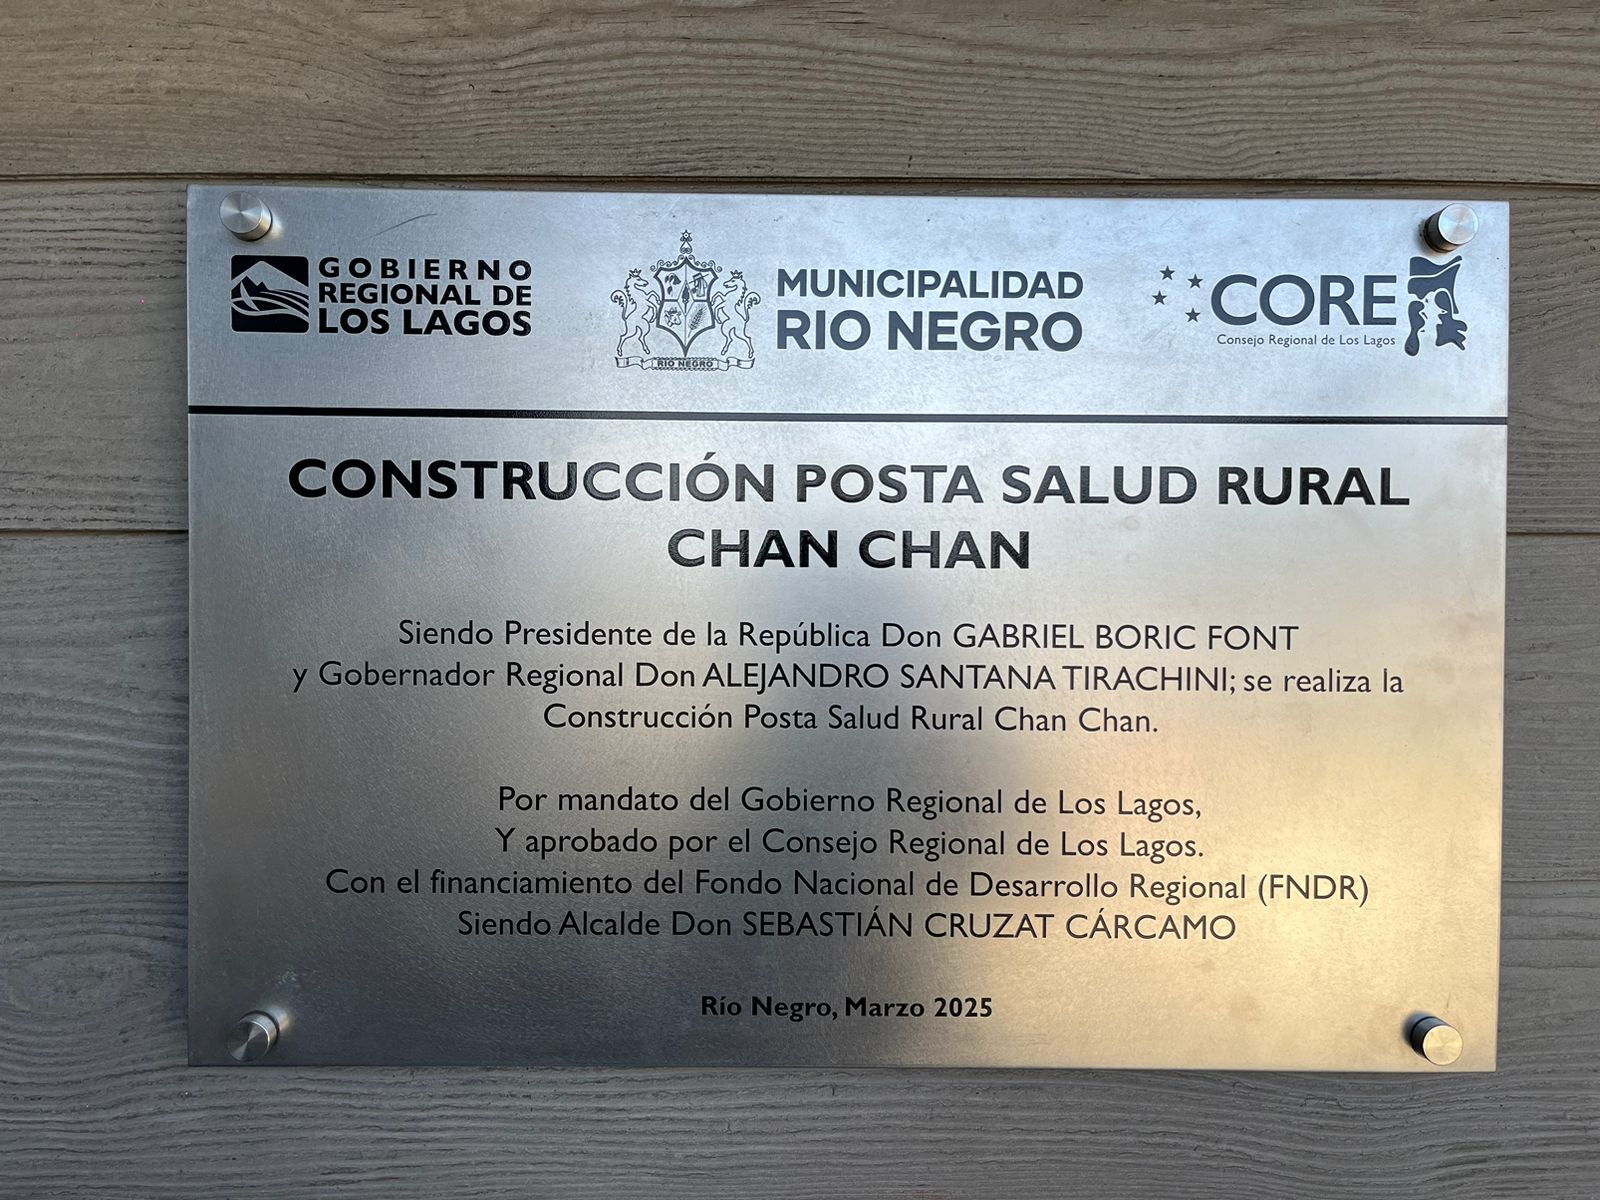 GOBIERNO
REGIONAL DE
LOS LAGOS
RIO NEGRO
MUNICIPALIDAD
RIO NEGRO
CORE
Consejo Regional de Los Lagos
CONSTRUCCIÓN POSTA SALUD RURAL
CHAN CHAN
Siendo Presidente de la República Don GABRIEL BORIC FONT
y Gobernador Regional Don ALEJANDRO SANTANA TIRACHINI; se realiza la
Construcción Posta Salud Rural Chan Chan.
Por mandato del Gobierno Regional de Los Lagos,
Y aprobado por el Consejo Regional de Los Lagos.
Con el financiamiento del Fondo Nacional de Desarrollo Regional (FNDR)
Siendo Alcalde Don SEBASTIÁN CRUZAT CÁRCAMO
Río Negro, Marzo 2025